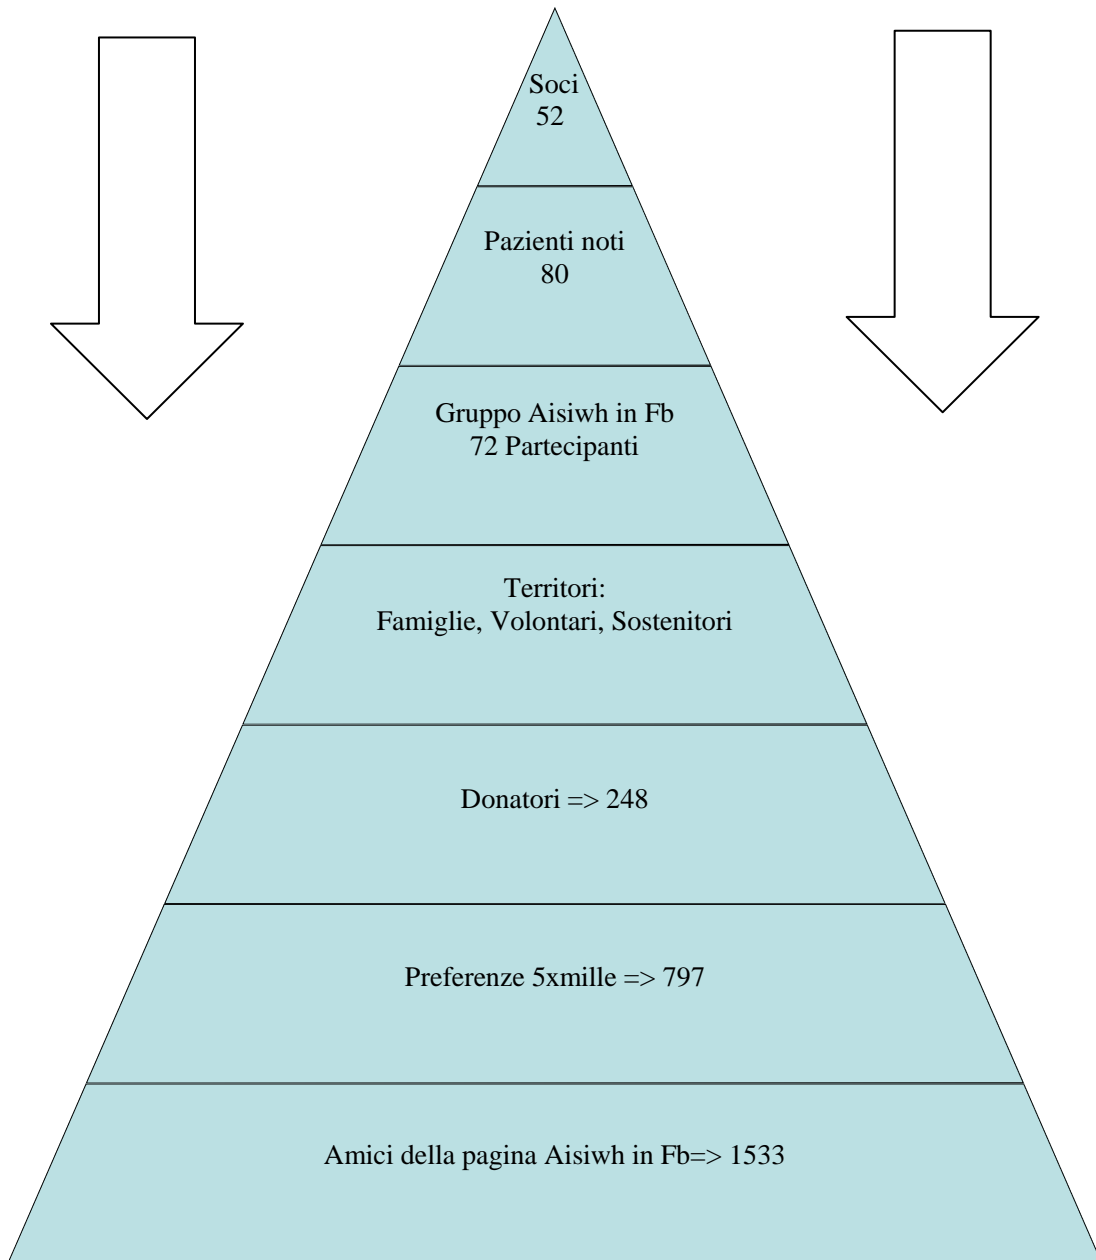 Soci
52
Pazienti noti
80
Gruppo Aisiwh in Fb
72 Partecipanti
Territori:
Famiglie, Volontari, Sostenitori
Donatori => 248
Preferenze 5xmille => 797
Amici della pagina Aisiwh in Fb=> 1533